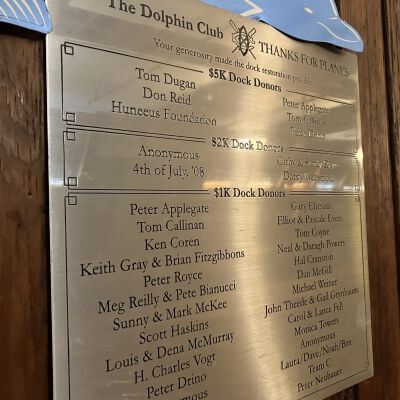 The Dolphin Club THANKS FOR PLANKS
Your generosity made the dock restoration possible
$5K Dock Donors
Tom Dugan
Don Reid
Huneeus Foundation
Peter Applegate
Tom Callinan
$2K Dock Donors
Anonymous
4th of July, '08
Cathy &
Darcy
$1K Dock Donors
Peter Applegate
Tom Callinan
Ken Coren
Keith Gray & Brian Fitzgibbons
Peter Royce
Meg Reilly & Pete Bianucci
Sunny & Mark McKee
Scott Haskins
Louis & Dena McMurray
H. Charles Vogt
Peter Drino
Gary Ehrsam
Elliot & Pascale Evers
Tom Coyne
Neal & Daragh Powers
Hal Cranston
Dan McGill
Michael Weiner
John Theede & Gail Grynbaum
Carol & Lance Fell
Monica Towers
Anonymous
Laura/Dave/Noah/Ben
Team C
Peter Neubauer